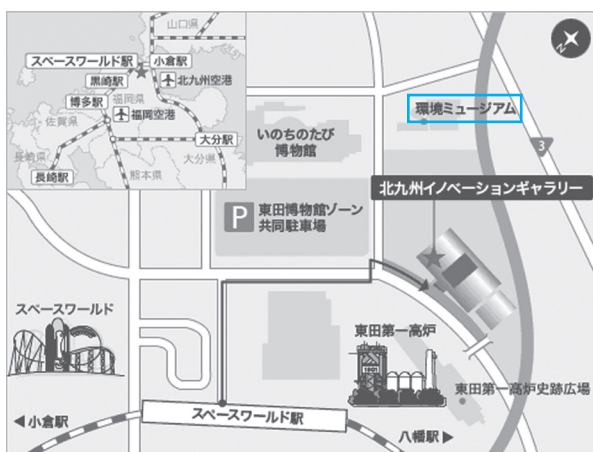 山口県
スペースワールド駅
小倉駅
黒崎駅
北九州空港
博多駅
福岡県
福岡空港
佐賀県
大分駅
長崎県
大分県
長崎駅
熊本県
N
環境ミュージアム
いのちのたび
博物館
3
北九州イノベーションギャラリー
P
東田博物館ゾーン
共同駐車場
スペースワールド
東田第一高炉
1901
東田第一高炉史跡広場
小倉駅
スペースワールド駅
八幡駅